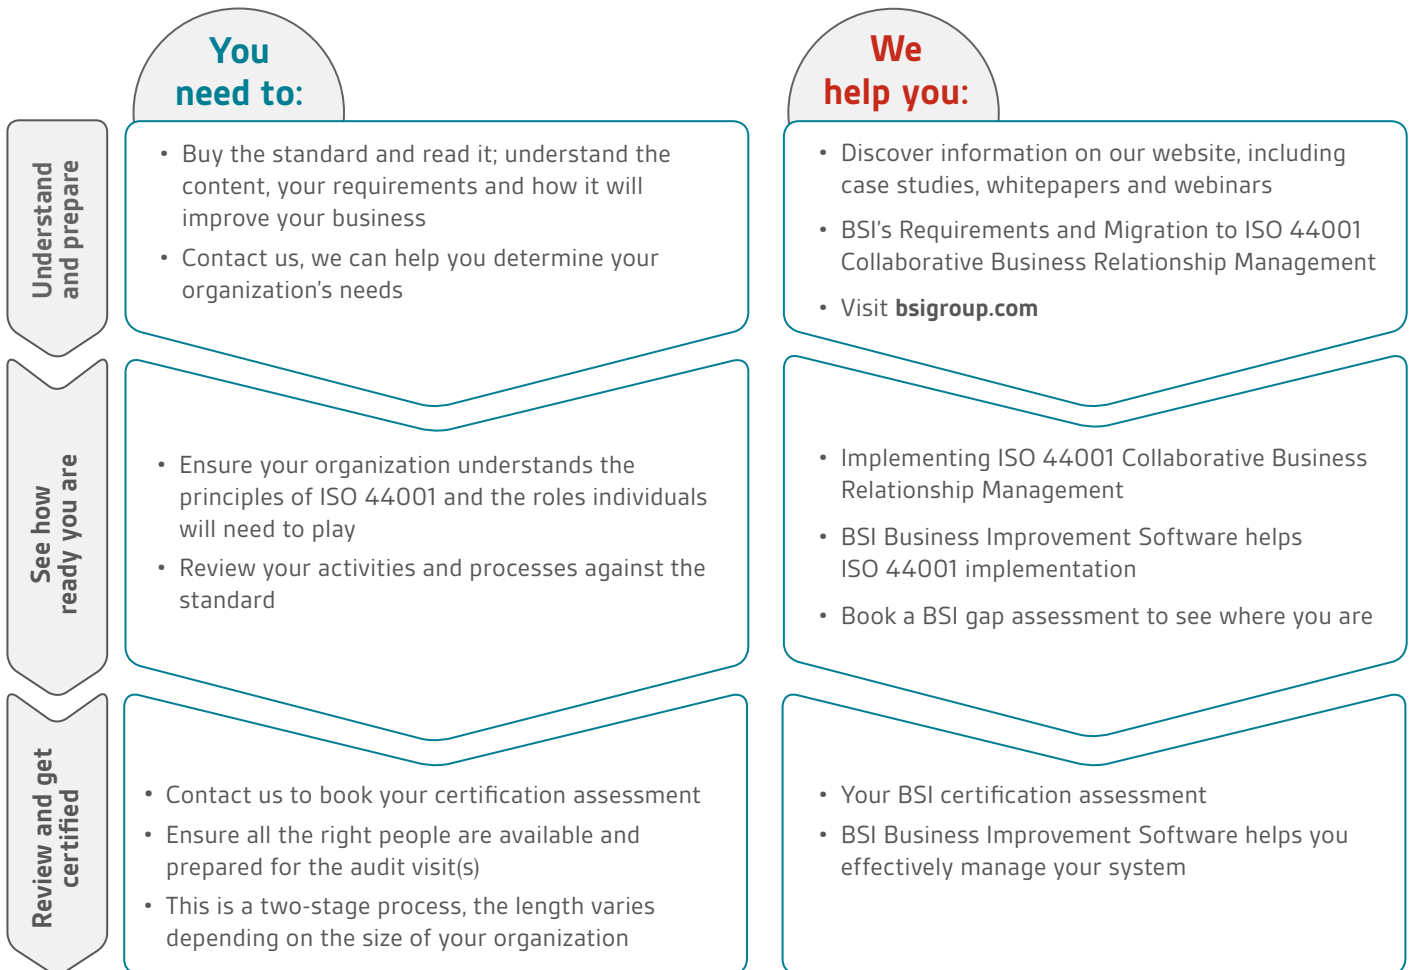 You
need to:
We
help you:
Understand
and prepare
• Buy the standard and read it; understand the
content, your requirements and how it will
improve your business
• Contact us, we can help you determine your
organization's needs
• Discover information on our website, including
case studies, whitepapers and webinars
• BSI's Requirements and Migration to ISO 44001
Collaborative Business Relationship Management
• Visit bsigroup.com
See how
ready you are
• Ensure your organization understands the
principles of ISO 44001 and the roles individuals
will need to play
• Review your activities and processes against the
standard
• Implementing ISO 44001 Collaborative Business
Relationship Management
• BSI Business Improvement Software helps
ISO 44001 implementation
• Book a BSI gap assessment to see where you are
Review and get
certified
• Contact us to book your certification assessment
• Ensure all the right people are available and
prepared for the audit visit(s)
• This is a two-stage process, the length varies
depending on the size of your organization
• Your BSI certification assessment
• BSI Business Improvement Software helps you
effectively manage your system